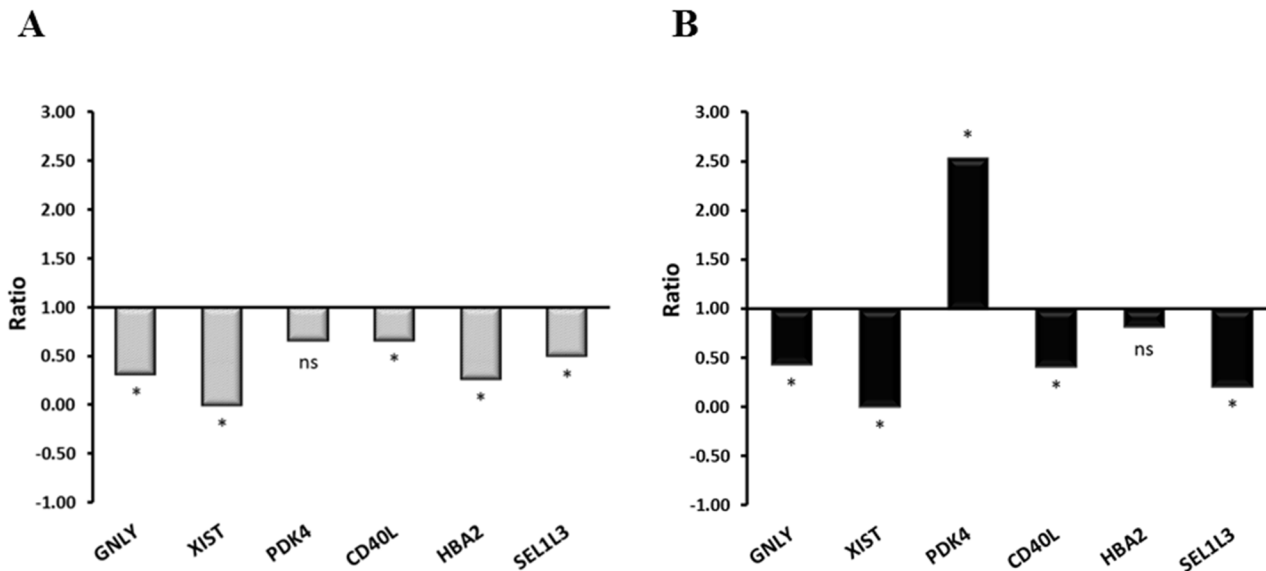 A
3.00
2.50
2.00
1.50
1.00
0.50
0.00
-0.50
-1.00
Ratio
ns
*
*
*
*
*
GNLY
XIST
PDK4
CD40L
HBA2
SEL1L3
B
3.00
2.50
2.00
1.50
1.00
0.50
0.00
-0.50
-1.00
Ratio
*
ns
*
*
*
*
GNLY
XIST
PDK4
CD40L
HBA2
SEL1L3